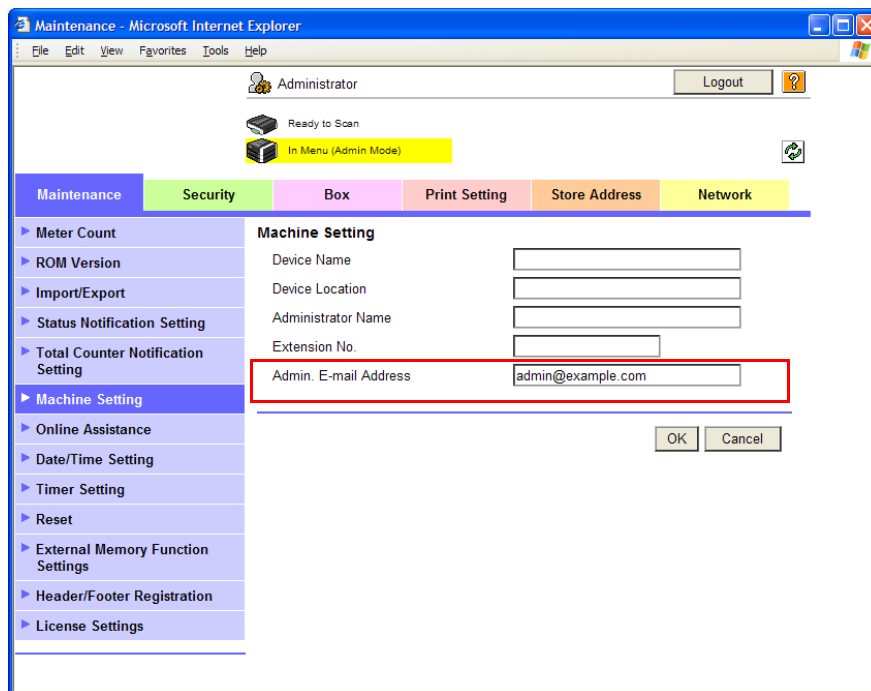 Maintenance - Microsoft Internet Explorer
File Edit View Favorites Tools Help
Administrator
Logout
?
Ready to Scan
In Menu (Admin Mode)
Maintenance Security Box Print Setting Store Address Network
Meter Count
ROM Version
Import/Export
Status Notification Setting
Total Counter Notification
Setting
Machine Setting
Online Assistance
Date/Time Setting
Timer Setting
Reset
External Memory Function
Settings
Header/Footer Registration
License Settings
Machine Setting
Device Name
Device Location
Administrator Name
Extension No.
Admin. E-mail Address admin@example.com
OK Cancel